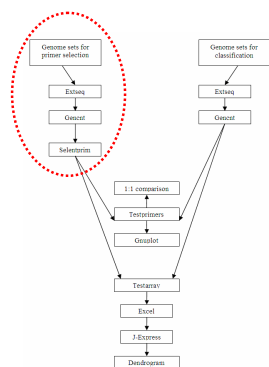 Genome sets for
primer selection
Genome sets for
classification
Extseq
Extseq
Gencnt
Gencnt
Selentprim
1:1 comparison
Testprimers
Gnuplot
Testarray
Excel
J-Express
Dendrogram